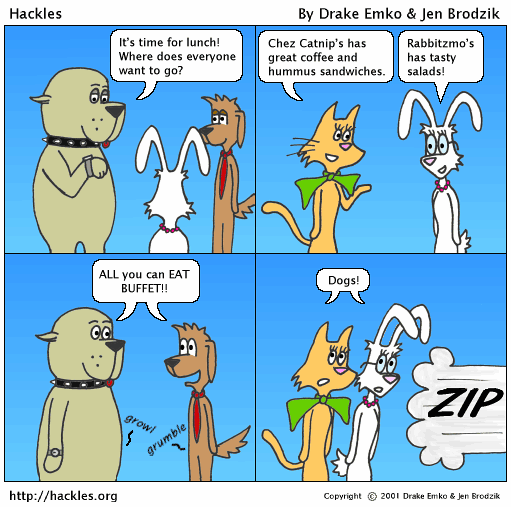 Hackles
By Drake Emko & Jen Brodzik
It's time for lunch!
Where does everyone
want to go?
Chez Catnip's has
great coffee and
hummus sandwiches.
Rabbitzmo's
has tasty
salads!
ALL you can EAT
BUFFET!!
growl
grumble
Dogs!
ZIP
http://hackles.org
Copyright © 2001 Drake Emko & Jen Brodzik